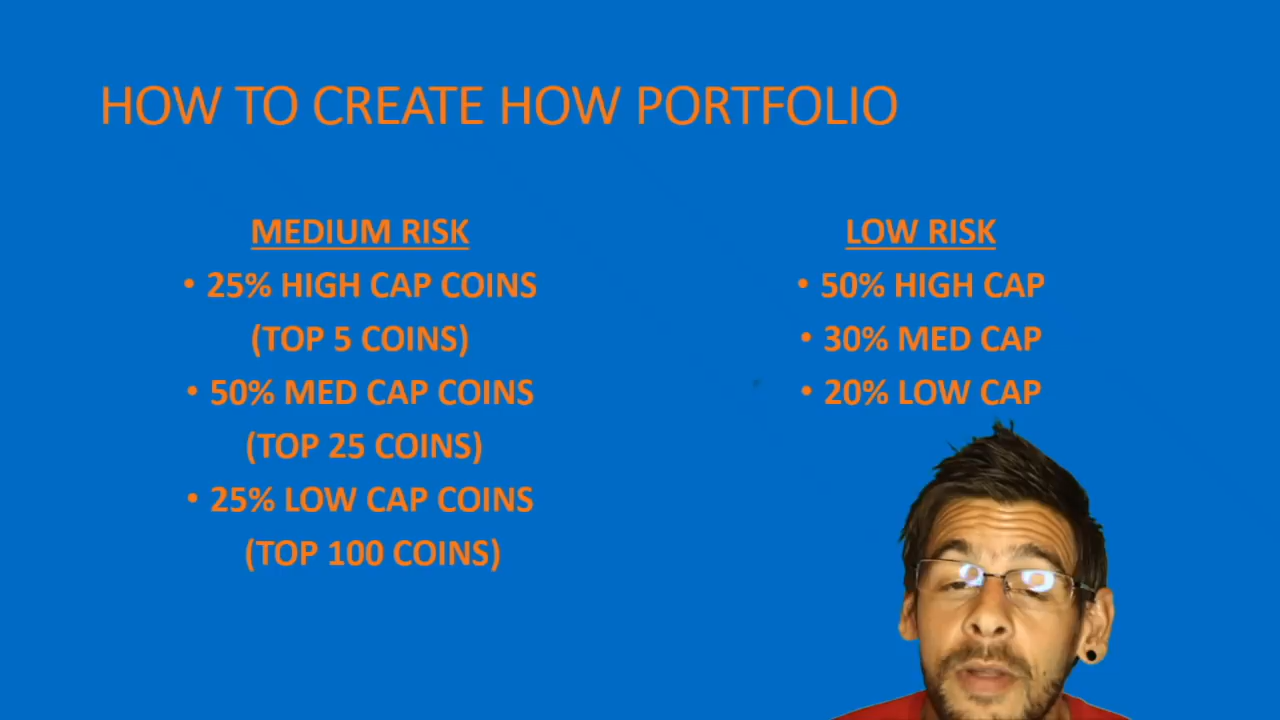 HOW TO CREATE HOW PORTFOLIO
MEDIUM RISK
• 25% HIGH CAP COINS
(TOP 5 COINS)
• 50% MED CAP COINS
(TOP 25 COINS)
• 25% LOW CAP COINS
(TOP 100 COINS)
LOW RISK
• 50% HIGH CAP
• 30% MED CAP
• 20% LOW CAP